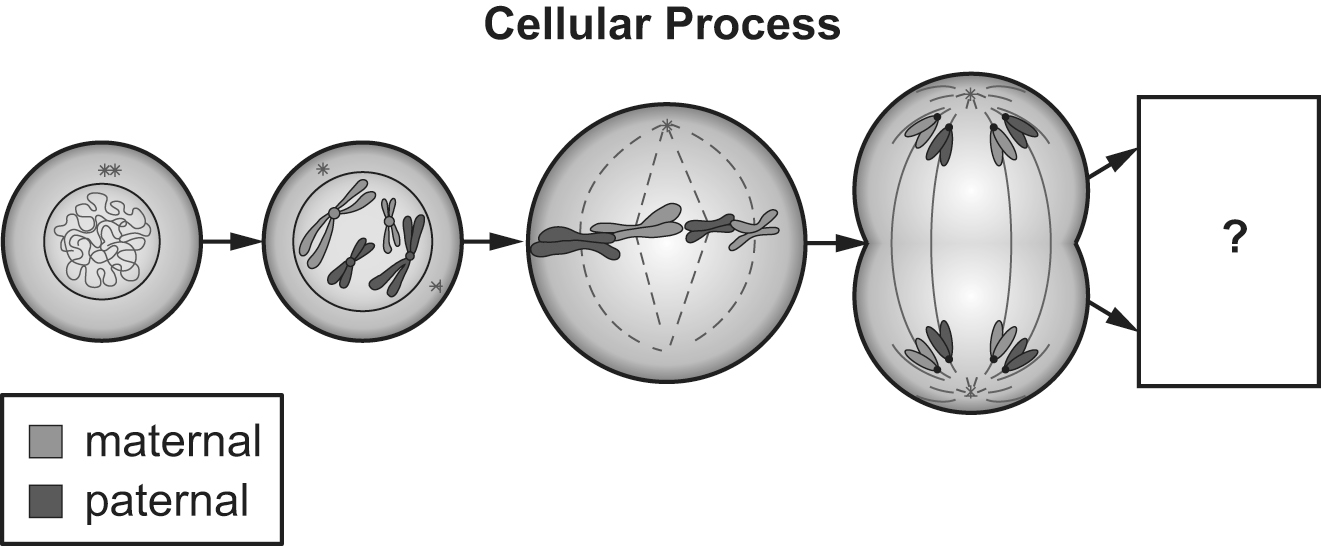 Cellular Process
?
maternal
paternal